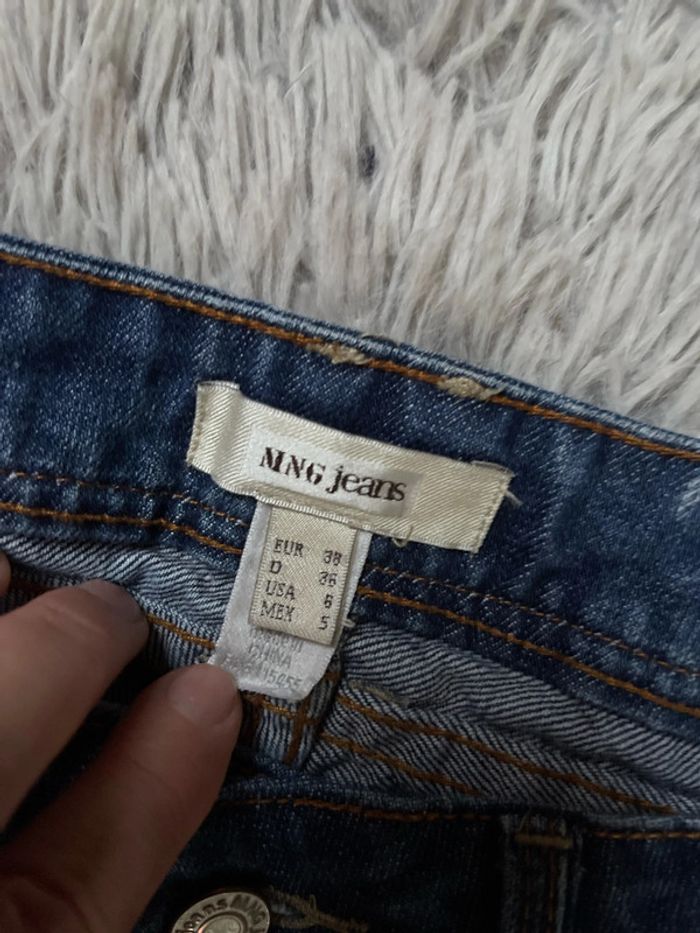 MNG jeans
EUR 38
D 36
USA 6
MEX 5
CHINA